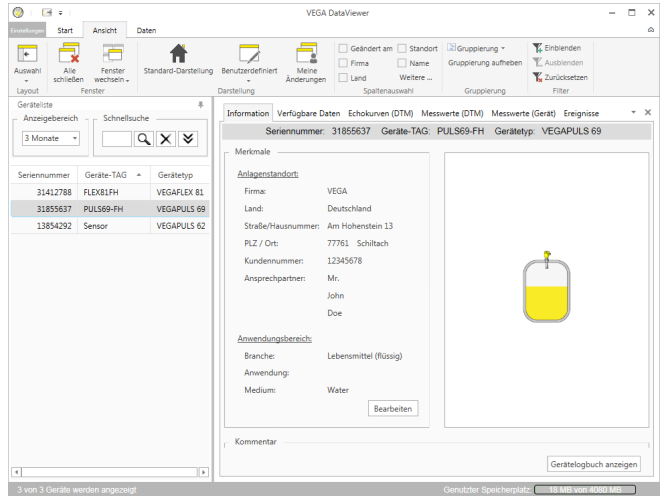 VEGA DataViewer
Einstellungen Start Ansicht Daten
Auswahl
Alle schließen
Fenster wechseln
Standard-Darstellung
Benutzerdefiniert
Meine Änderungen
Geändert am Standort
Firma Name
Land Weitere ...
Gruppierung
Gruppierung aufheben
Einblenden
Ausblenden
Zurücksetzen
Layout Fenster Darstellung Spaltenauswahl Gruppierung Filter
Geräteliste
Anzeigebereich Schnellsuche
3 Monate
Seriennummer Geräte-TAG Gerätetyp
31412788 FLEX81FH VEGAFLEX 81
31855637 PULS69-FH VEGAPULS 69
13854292 Sensor VEGAPULS 62
Information Verfügbare Daten Echokurven (DTM) Messwerte (DTM) Messwerte (Gerät) Ereignisse
Seriennummer: 31855637 Geräte-TAG: PULS69-FH Gerätetyp: VEGAPULS 69
Merkmale
Anlagenstandort:
Firma: VEGA
Land: Deutschland
Straße/Hausnummer: Am Hohenstein 13
PLZ / Ort: 77761 Schiltach
Kundennummer: 12345678
Ansprechpartner: Mr.
John
Doe
Anwendungsbereich:
Branche: Lebensmittel (flüssig)
Anwendung:
Medium: Water
Bearbeiten
Kommentar
Gerätelogbuch anzeigen
3 von 3 Geräte werden angezeigt
Genutzter Speicherplatz: 18 MB von 4080 MB